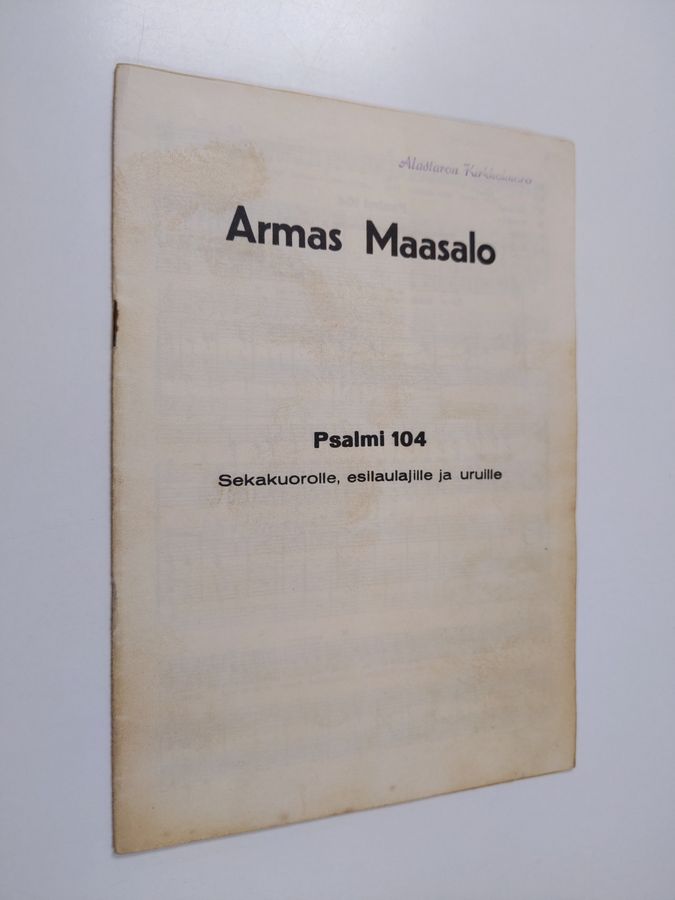 Alastaron Kirkkokuoro
Armas Maasalo
Psalmi 104
Sekakuorolle, esilaulajille ja uruille